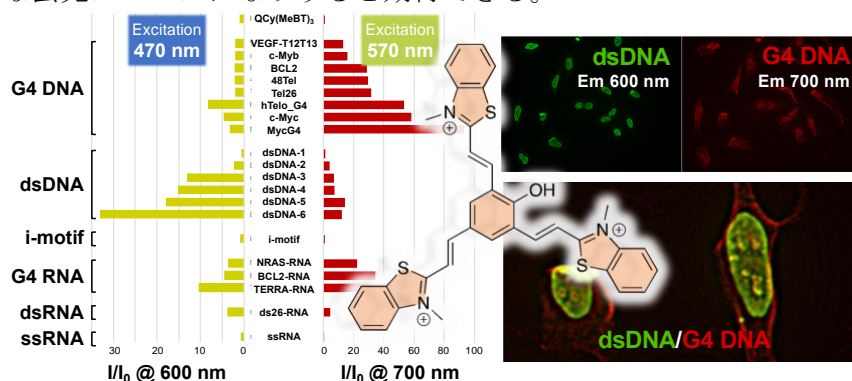 QCy(MeBT)₃
Excitation
470 nm
Excitation
570 nm
G4 DNA
VEGF-T12T13
c-Myb
BCL2
48Tel
Tel26
hTelo_G4
c-Myc
MycG4
dsDNA
dsDNA-1
dsDNA-2
dsDNA-3
dsDNA-4
dsDNA-5
dsDNA-6
i-motif
i-motif
G4 RNA
NRAS-RNA
BCL2-RNA
TERRA-RNA
dsRNA
ds26-RNA
ssRNA
ssRNA
30 20 10 0
0 20 40 60 80 100
I/I₀ @ 600 nm
I/I₀ @ 700 nm
S
N
+
OH
N
+
S
S
N
+
dsDNA
Em 600 nm
G4 DNA
Em 700 nm
dsDNA/G4 DNA